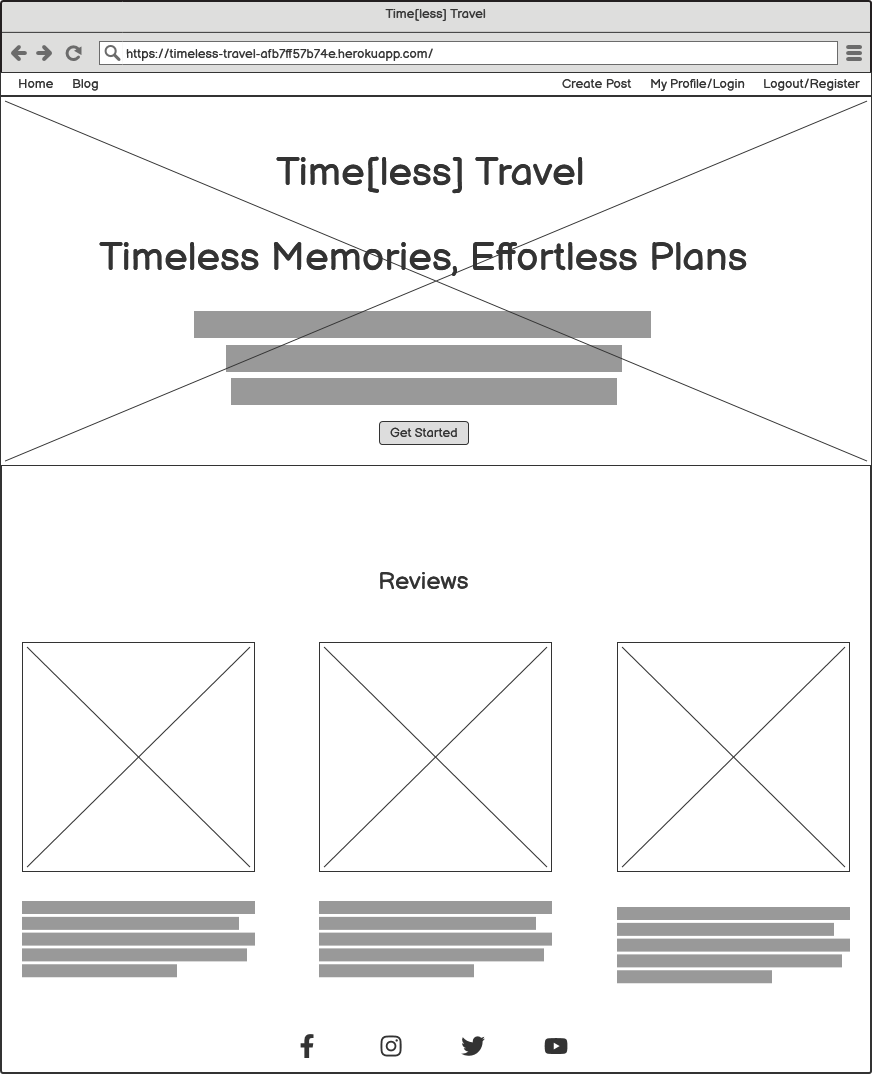 Time[less] Travel
https://timeless-travel-afb7ff57b74e.herokuapp.com/
Home Blog Create Post My Profile/Login Logout/Register
Time[less] Travel
Timeless Memories, Effortless Plans
Get Started
Reviews